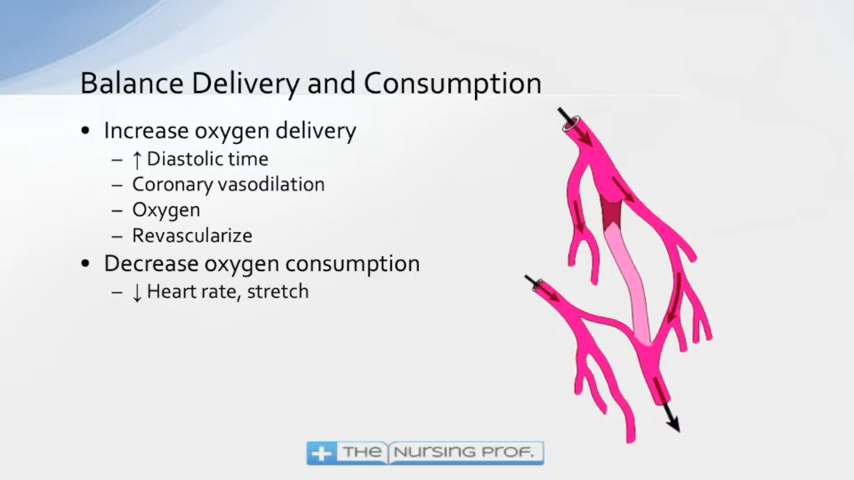 Balance Delivery and Consumption
• Increase oxygen delivery
– ↑ Diastolic time
– Coronary vasodilation
– Oxygen
– Revascularize
• Decrease oxygen consumption
– ↓ Heart rate, stretch
THE NURSING PROF.